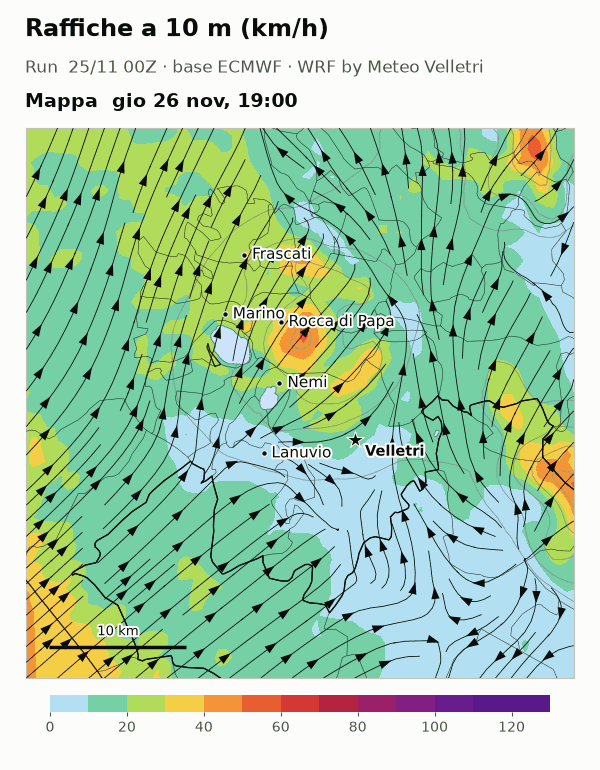 Raffiche a 10 m (km/h)
Run  25/11 00Z · base ECMWF · WRF by Meteo Velletri
Mappa  gio 26 nov, 19:00
Frascati
Marino
Rocca di Papa
Nemi
Velletri
Lanuvio
10 km
0 20 40 60 80 100 120